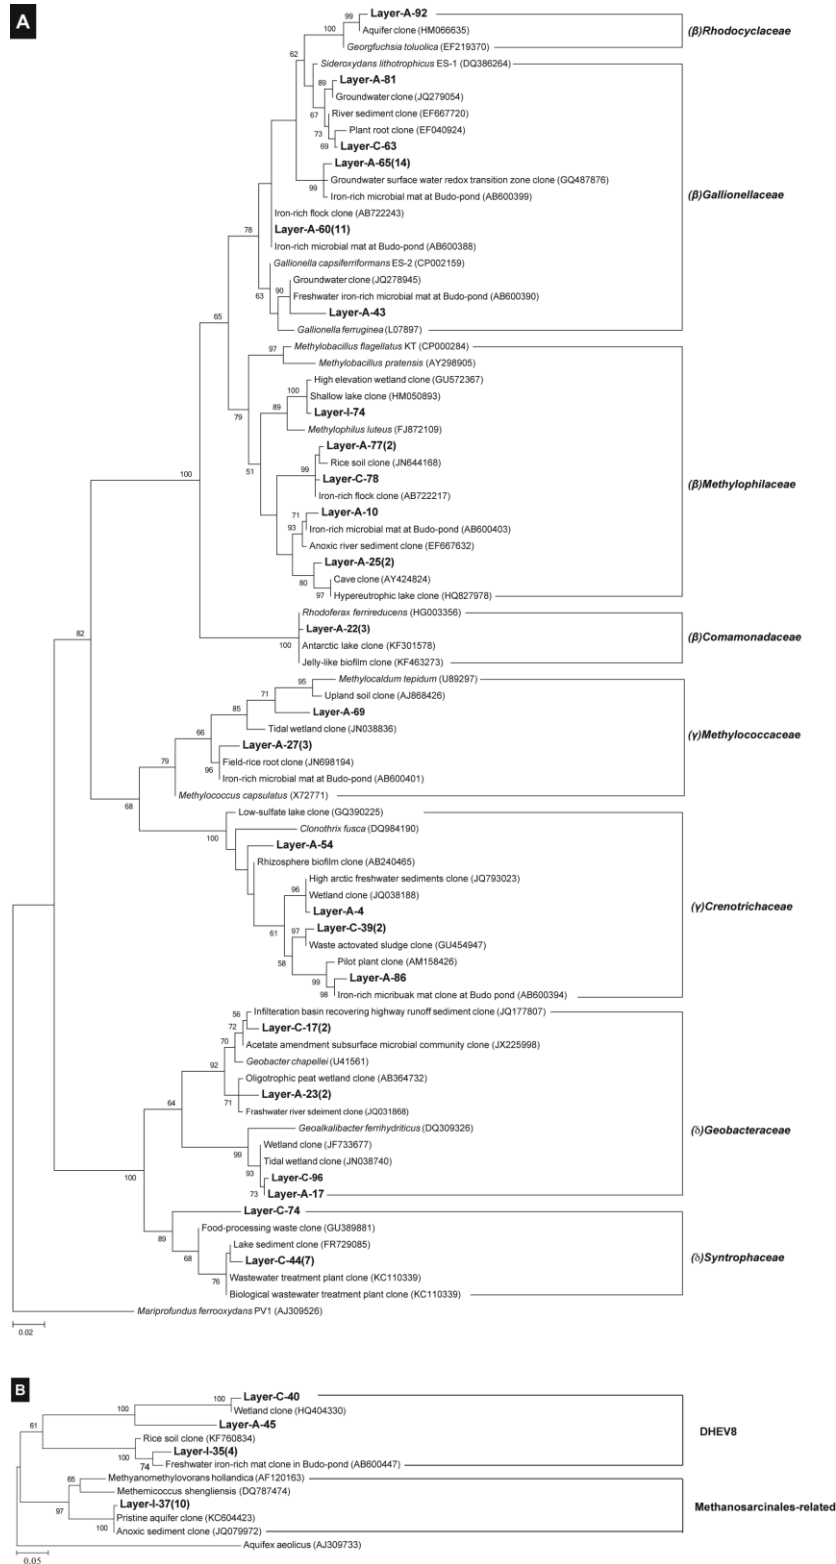 A
Layer-A-92
Aquifer clone (HM066635)
Georgfuchsia toluolica (EF219370)
(β)Rhodocyclaceae
Sideroxydans lithotrophicus ES-1 (DQ386264)
Layer-A-81
Groundwater clone (JQ279054)
River sediment clone (EF667720)
Plant root clone (EF040924)
Layer-C-63
Layer-A-65(14)
Groundwater surface water redox transition zone clone (GQ487876)
Iron-rich microbial mat at Budo-pond (AB600399)
Iron-rich flock clone (AB722243)
Layer-A-60(11)
Iron-rich microbial mat at Budo-pond (AB600388)
Gallionella capsiferriformans ES-2 (CP002159)
Groundwater clone (JQ278945)
Freshwater iron-rich microbial mat at Budo-pond (AB600390)
Layer-A-43
Gallionella ferruginea (L07897)
(β)Gallionellaceae
Methylobacillus flagellatus KT (CP000284)
Methylobacillus pratensis (AY298905)
High elevation wetland clone (GU572367)
Shallow lake clone (HM050893)
Layer-I-74
Methylophilus luteus (FJ872109)
Layer-A-77(2)
Rice soil clone (JN644168)
Layer-C-78
Iron-rich flock clone (AB722217)
Layer-A-10
Iron-rich microbial mat at Budo-pond (AB600403)
Anoxic river sediment clone (EF667632)
Layer-A-25(2)
Cave clone (AY424824)
Hypereutrophic lake clone (HQ827978)
(β)Methylophilaceae
Rhodoferax ferrireducens (HG003356)
Layer-A-22(3)
Antarctic lake clone (KF301578)
Jelly-like biofilm clone (KF463273)
(β)Comamonadaceae
Methylocaldum tepidum (U89297)
Upland soil clone (AJ868426)
Layer-A-69
Tidal wetland clone (JN038836)
Layer-A-27(3)
Field-rice root clone (JN698194)
Iron-rich microbial mat at Budo-pond (AB600401)
Methylococcus capsulatus (X72771)
(γ)Methylococcaceae
Low-sulfate lake clone (GQ390225)
Clonothrix fusca (DQ984190)
Layer-A-54
Rhizosphere biofilm clone (AB240465)
High arctic freshwater sediments clone (JQ793023)
Wetland clone (JQ038188)
Layer-A-4
Layer-C-39(2)
Waste actovated sludge clone (GU454947)
Pilot plant clone (AM158426)
Layer-A-86
Iron-rich micribuak mat clone at Budo pond (AB600394)
(γ)Crenotrichaceae
Infilteration basin recovering highway runoff sediment clone (JQ177807)
Layer-C-17(2)
Acetate amendment subsurface microbial community clone (JX225998)
Geobacter chapellei (U41561)
Oligotrophic peat wetland clone (AB364732)
Layer-A-23(2)
Frashwater river sdeiment clone (JQ031868)
Geoalkalibacter ferrihydriticus (DQ309326)
Wetland clone (JF733677)
Tidal wetland clone (JN038740)
Layer-C-96
Layer-A-17
(δ)Geobacteraceae
Layer-C-74
Food-processing waste clone (GU389881)
Lake sediment clone (FR729085)
Layer-C-44(7)
Wastewater treatment plant clone (KC110339)
Biological wastewater treatment plant clone (KC110339)
(δ)Syntrophaceae
Mariprofundus ferrooxydans PV1 (AJ309526)
99
100
62
89
67
73
69
99
78
90
63
65
97
79
100
89
51
99
71
93
80
97
100
100
82
95
71
85
66
96
79
68
100
96
61
97
58
99
98
56
72
70
92
71
64
99
93
73
100
89
68
76
0.02
B
Layer-C-40
Wetland clone (HQ404330)
Layer-A-45
Rice soil clone (KF760834)
Layer-I-35(4)
Freshwater iron-rich mat clone in Budo-pond (AB600447)
DHEV8
Methyanomethylovorans hollandica (AF120163)
Methemicoccus shengliensis (DQ787474)
Layer-I-37(10)
Pristine aquifer clone (KC604423)
Anoxic sediment clone (JQ079972)
Methanosarcinales-related
Aquifex aeolicus (AJ309733)
100
100
61
100
74
65
97
100
0.05